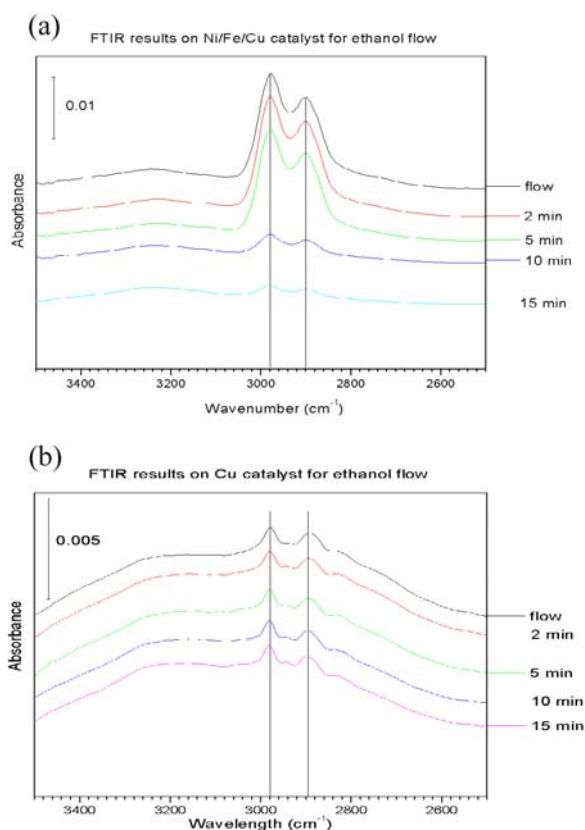 (a)
FTIR results on Ni/Fe/Cu catalyst for ethanol flow
0.01
Absorbance
flow
2 min
5 min
10 min
15 min
3400 3200 3000 2800 2600
Wavenumber (cm-1)
(b)
FTIR results on Cu catalyst for ethanol flow
0.005
Absorbance
flow
2 min
5 min
10 min
15 min
3400 3200 3000 2800 2600
Wavelength (cm-1)